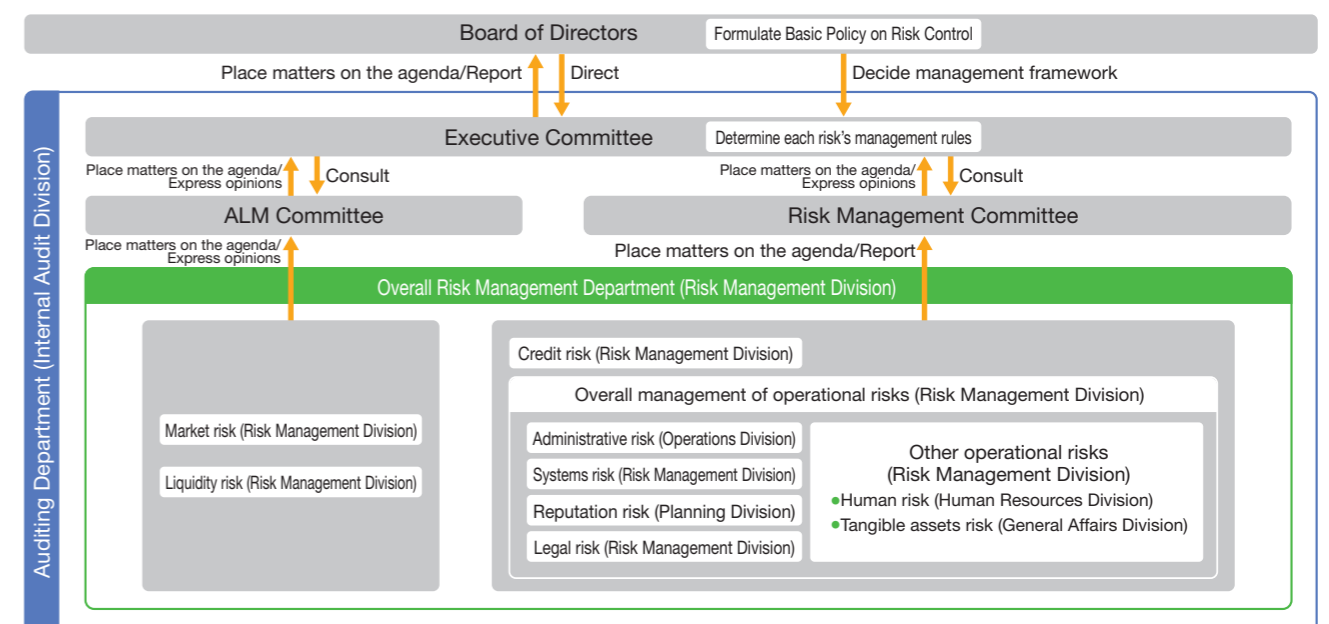 Board of Directors
Formulate Basic Policy on Risk Control
Place matters on the agenda/Report
Direct
Decide management framework
Auditing Department (Internal Audit Division)
Executive Committee
Determine each risk's management rules
Place matters on the agenda/
Express opinions
Consult
Place matters on the agenda/
Express opinions
Consult
ALM Committee
Risk Management Committee
Place matters on the agenda/
Express opinions
Place matters on the agenda/Report
Overall Risk Management Department (Risk Management Division)
Market risk (Risk Management Division)
Liquidity risk (Risk Management Division)
Credit risk (Risk Management Division)
Overall management of operational risks (Risk Management Division)
Administrative risk (Operations Division)
Systems risk (Risk Management Division)
Reputation risk (Planning Division)
Legal risk (Risk Management Division)
Other operational risks
(Risk Management Division)
●Human risk (Human Resources Division)
●Tangible assets risk (General Affairs Division)